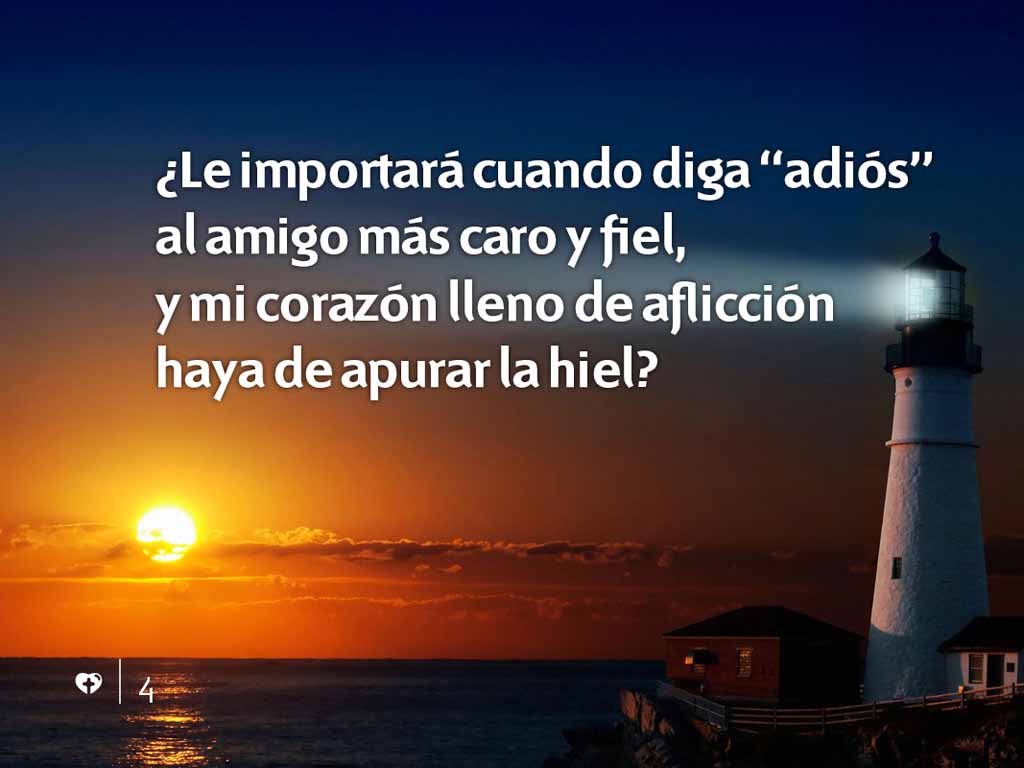 ¿Le importará cuando diga “adiós”
al amigo más caro y fiel,
y mi corazón lleno de aflicción
haya de apurar la hiel?
4